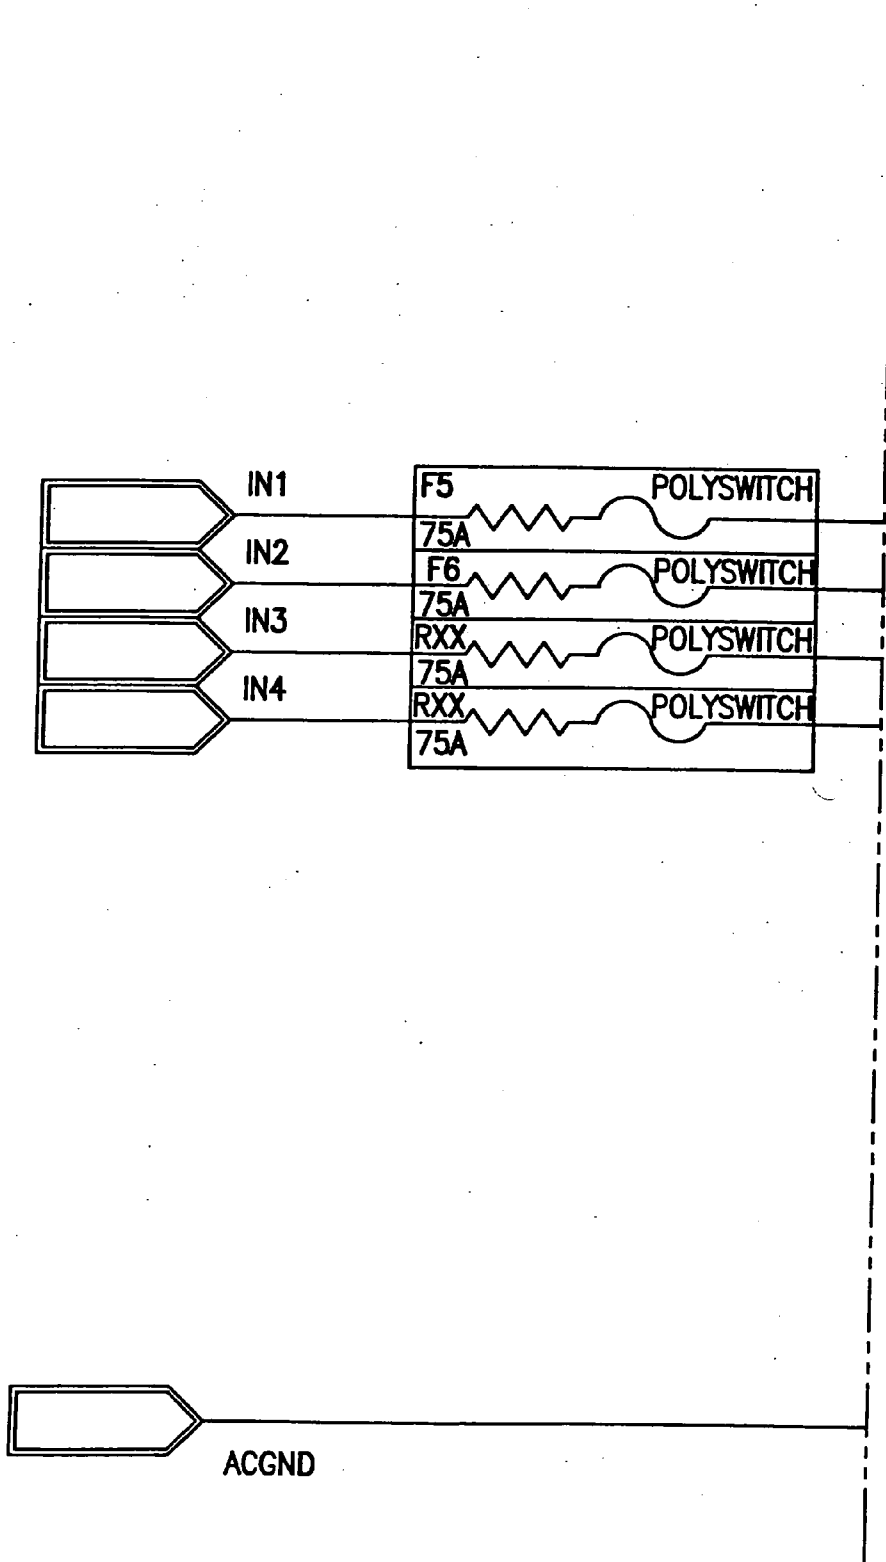 IN1
F5 POLYSWITCH
75A
IN2
F6 POLYSWITCH
75A
IN3
RXX POLYSWITCH
75A
IN4
RXX POLYSWITCH
75A
ACGND